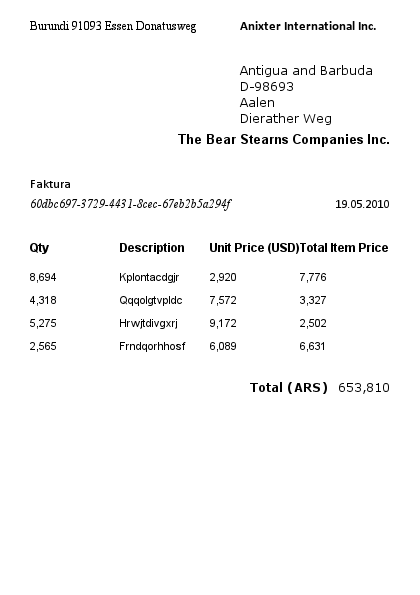 Burundi 91093 Essen Donatusweg
Anixter International Inc.
Antigua and Barbuda
D-98693
Aalen
Dierather Weg
The Bear Stearns Companies Inc.
Faktura
60dbc697-3729-4431-8cec-67eb2b5a294f
19.05.2010
Qty Description Unit Price (USD) Total Item Price
8,694 Kplontacdgjr 2,920 7,776
4,318 Qqqolgtvpldc 7,572 3,327
5,275 Hrwjtdivgxrj 9,172 2,502
2,565 Frndqorhhosf 6,089 6,631
Total (ARS) 653,810